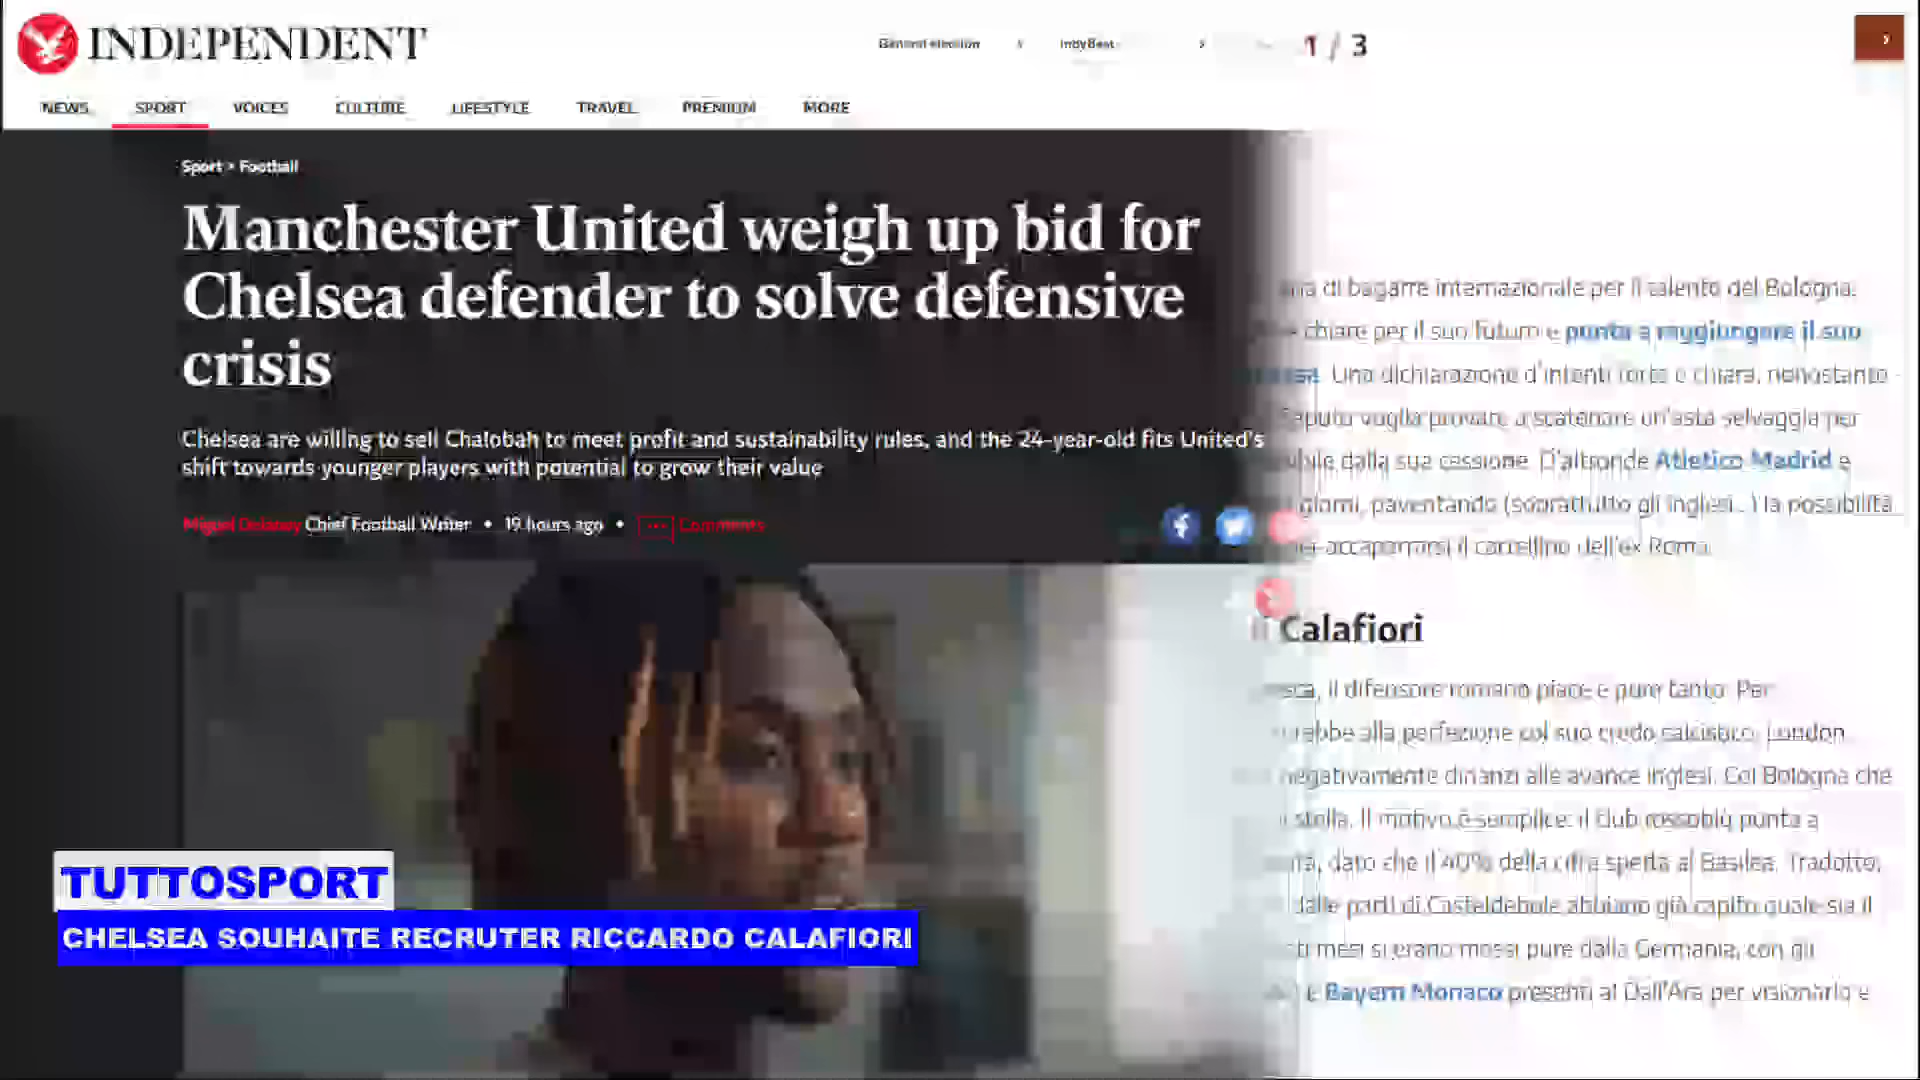 INDEPENDENT
General election
IndyBest
1 / 3
NEWS SPORT VOICES CULTURE LIFESTYLE TRAVEL PREMIUM MORE
Sport > Football
Manchester United weigh up bid for
Chelsea defender to solve defensive
crisis
Chelsea are willing to sell Chalobah to meet profit and sustainability rules, and the 24-year-old fits United's
shift towards younger players with potential to grow their value
Miguel Delaney Chief Football Writer • 19 hours ago • Comments
di bagarre internazionale per il talento del Bologna.
chiare per il suo futuro e punta a raggiungere il suo
Una dichiarazione d'intenti forte e chiara, nonostante
voglia provare a scatenare un'asta selvaggia per
dalla sua cessione. D'altronde Atletico Madrid e
giorni, paventando (soprattutto gli inglesi...) la possibilità
accaparrarsi il cartellino dell'ex Roma.
Calafiori
il difensore romano piace e pure tanto. Per
alla perfezione col suo credo calcistico. London
negativamente dinanzi alle avance inglesi. Col Bologna che
Il motivo è semplice: il club rossoblù punta a
dato che il 40% della cifra spetta al Basilea. Tradotto,
dalle parti di Casteldebole abbiano già capito quale sia il
mesi si erano mossi pure dalla Germania, con gli
e Bayern Monaco presenti al Dall'Ara per visionarlo e
TUTTOSPORT
CHELSEA SOUHAITE RECRUTER RICCARDO CALAFIORI